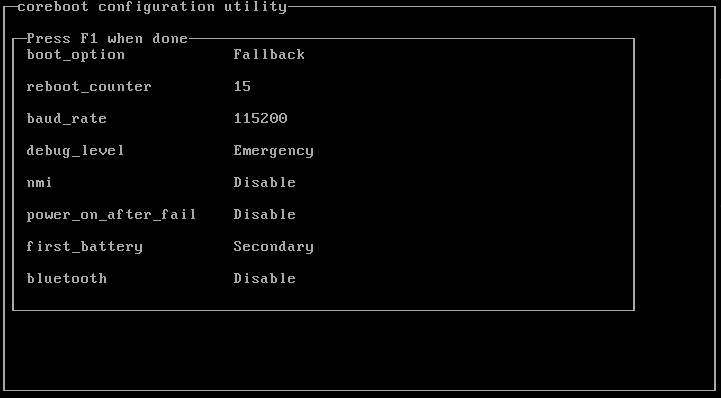 coreboot configuration utility
Press F1 when done
boot_option Fallback
reboot_counter 15
baud_rate 115200
debug_level Emergency
nmi Disable
power_on_after_fail Disable
first_battery Secondary
bluetooth Disable